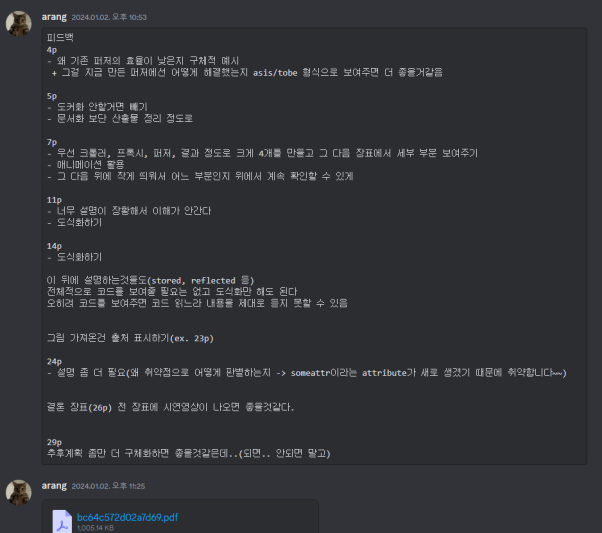 arang 2024.01.02. 오후 10:53
피드백
4p
- 왜 기존 퍼저의 효율이 낮은지 구체적 예시
+ 그걸 지금 만든 퍼저에선 어떻게 해결했는지 asis/tobe 형식으로 보여주면 더 좋을거같음
5p
- 도커화 안할거면 빼기
- 문서화 보단 산출물 정리 정도로
7p
- 우선 크롤러, 프록시, 퍼저, 결과 정도로 크게 4개를 만들고 그 다음 장표에서 세부 부분 보여주기
- 애니메이션 활용
- 그 다음 위에 작게 띄워서 어느 부분인지 위에서 계속 확인할 수 있게
11p
- 너무 설명이 장황해서 이해가 안간다
- 도식화하기
14p
- 도식화하기
이 뒤에 설명하는것들도(stored, reflected 등)
전체적으로 코드를 보여줄 필요는 없고 도식화만 해도 된다
오히려 코드를 보여주면 코드 읽느라 내용을 제대로 듣지 못할 수 있음
그림 가져온건 출처 표시하기(ex. 23p)
24p
- 설명 좀 더 필요(왜 취약점으로 어떻게 판별하는지 -> someattr이라는 attribute가 새로 생겼기 때문에 취약합니다~~)
결론 장표(26p) 전 장표에 시연영상이 나오면 좋을것같다.
29p
추후계획 좀만 더 구체화하면 좋을것같은데..(되면.. 안되면 말고)
arang 2024.01.02. 오후 11:25
bc64c572d02a7d69.pdf
1,005.14 KB